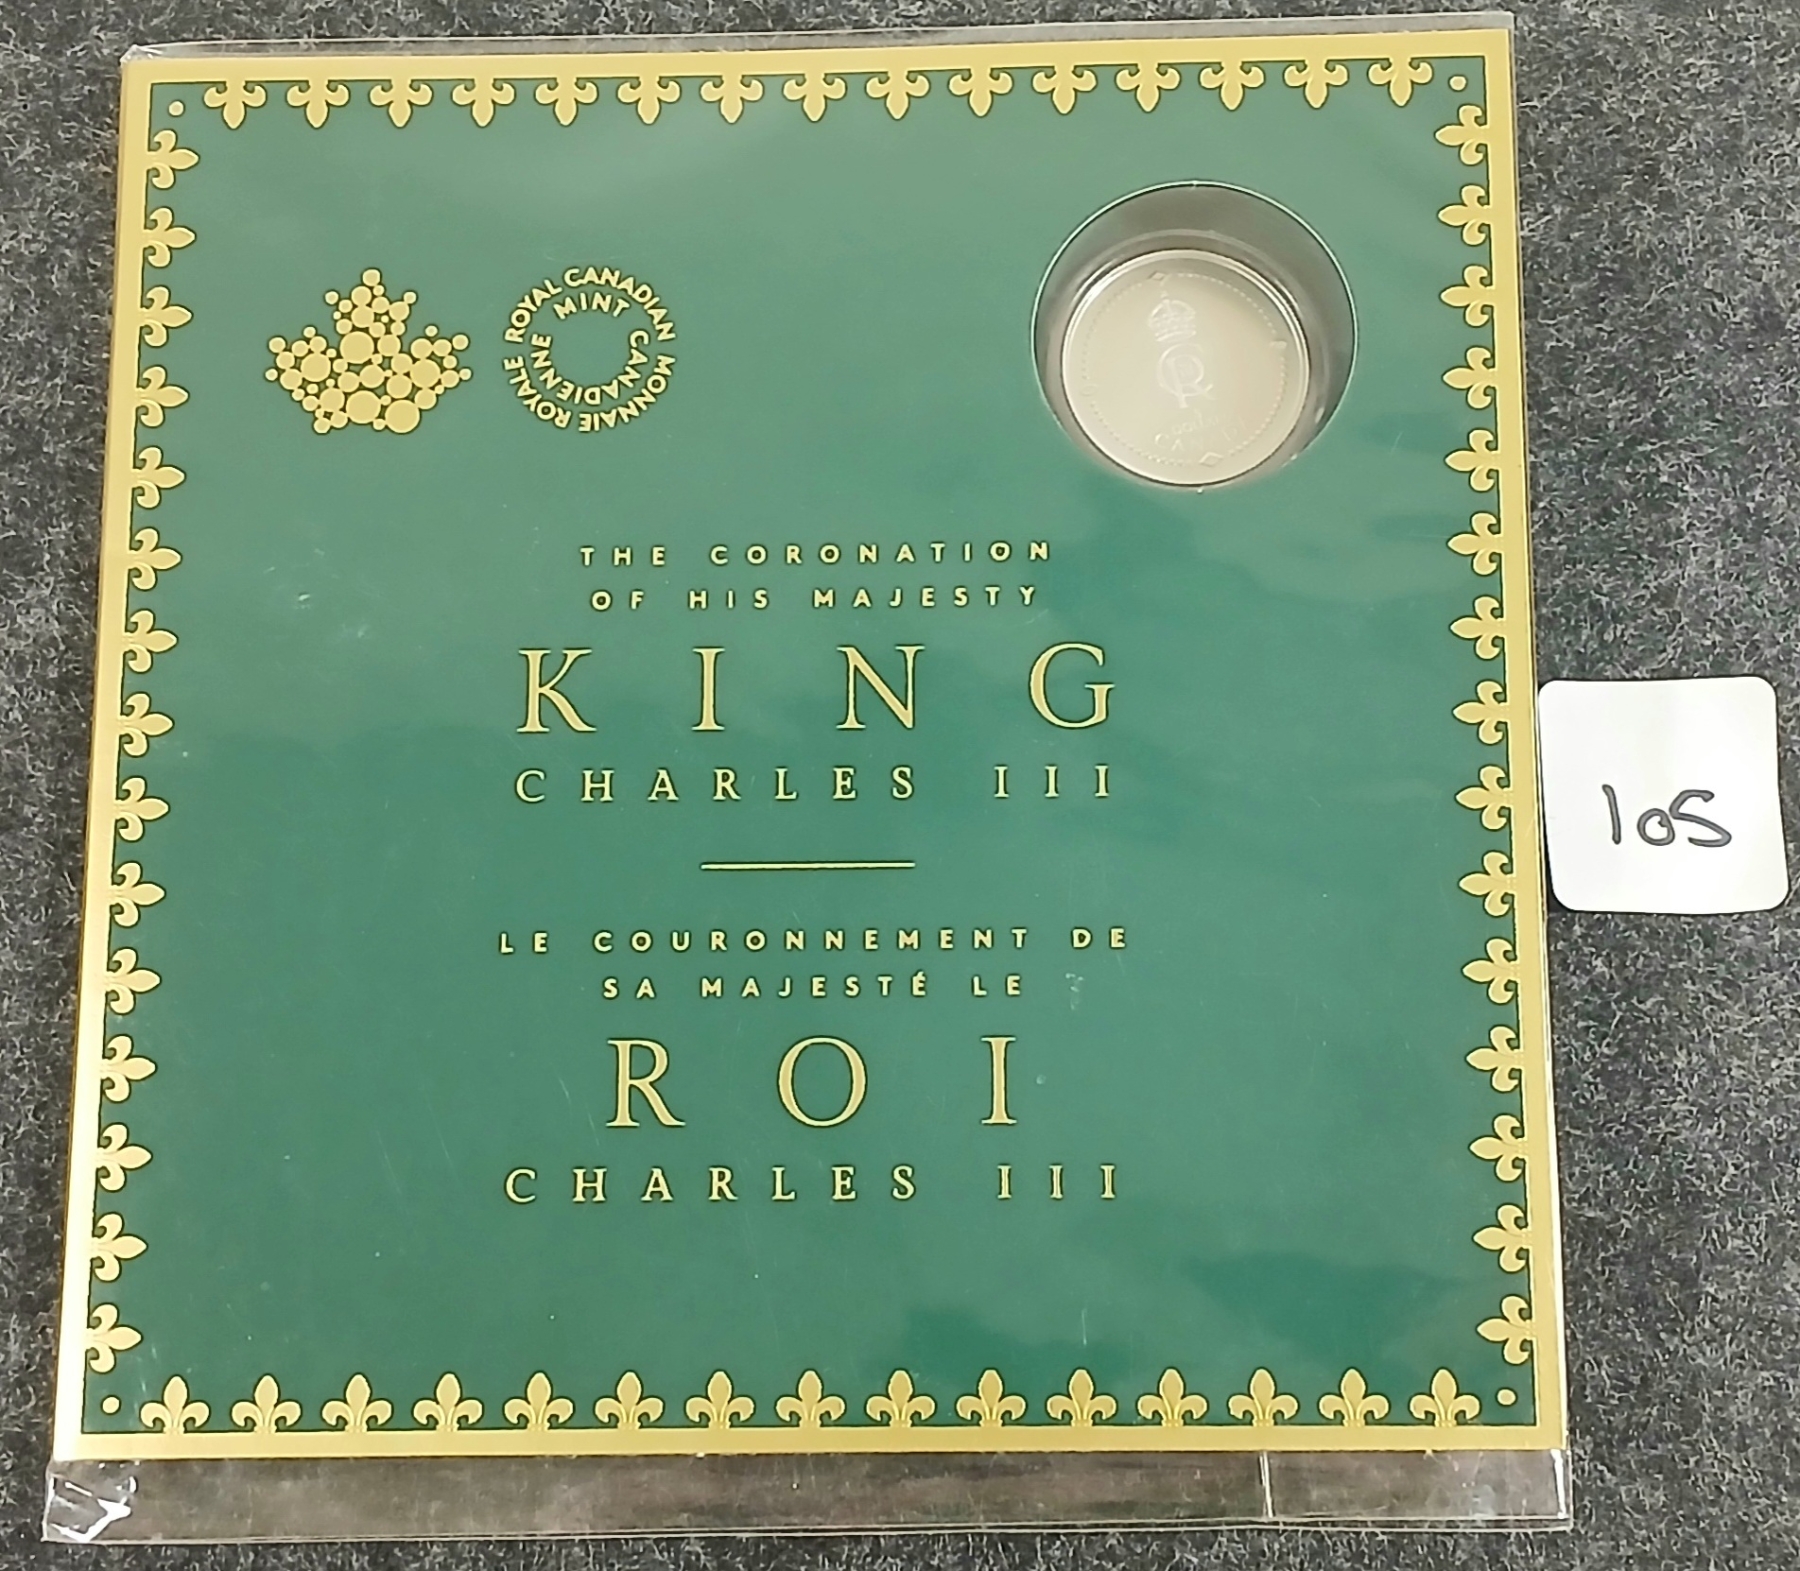 ROYAL CANADIAN MINT
MONNAIE ROYALE CANADIENNE
THE CORONATION
OF HIS MAJESTY
KING
CHARLES III
LE COURONNEMENT DE
SA MAJESTÉ LE
ROI
CHARLES III
105